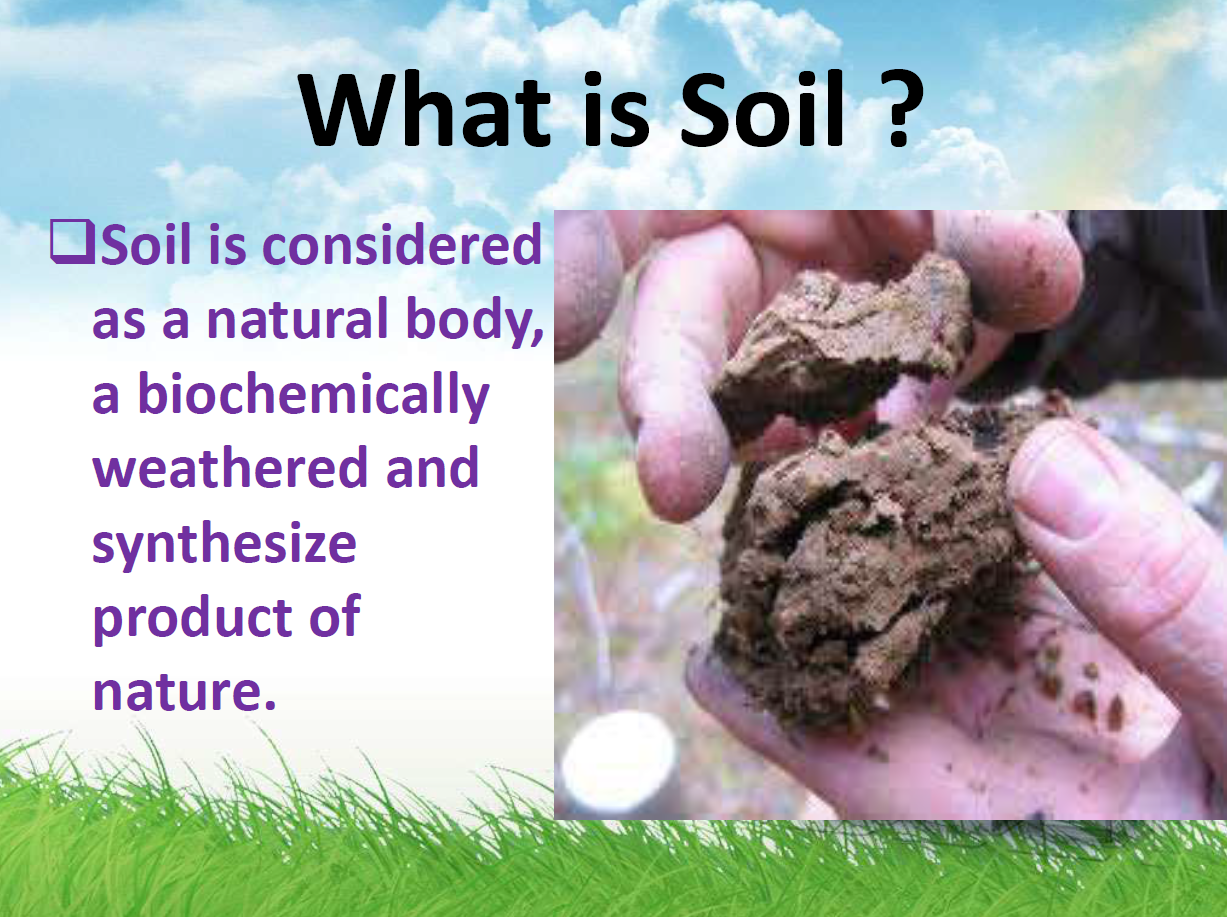 What is Soil ?
❑Soil is considered
as a natural body,
a biochemically
weathered and
synthesize
product of
nature.